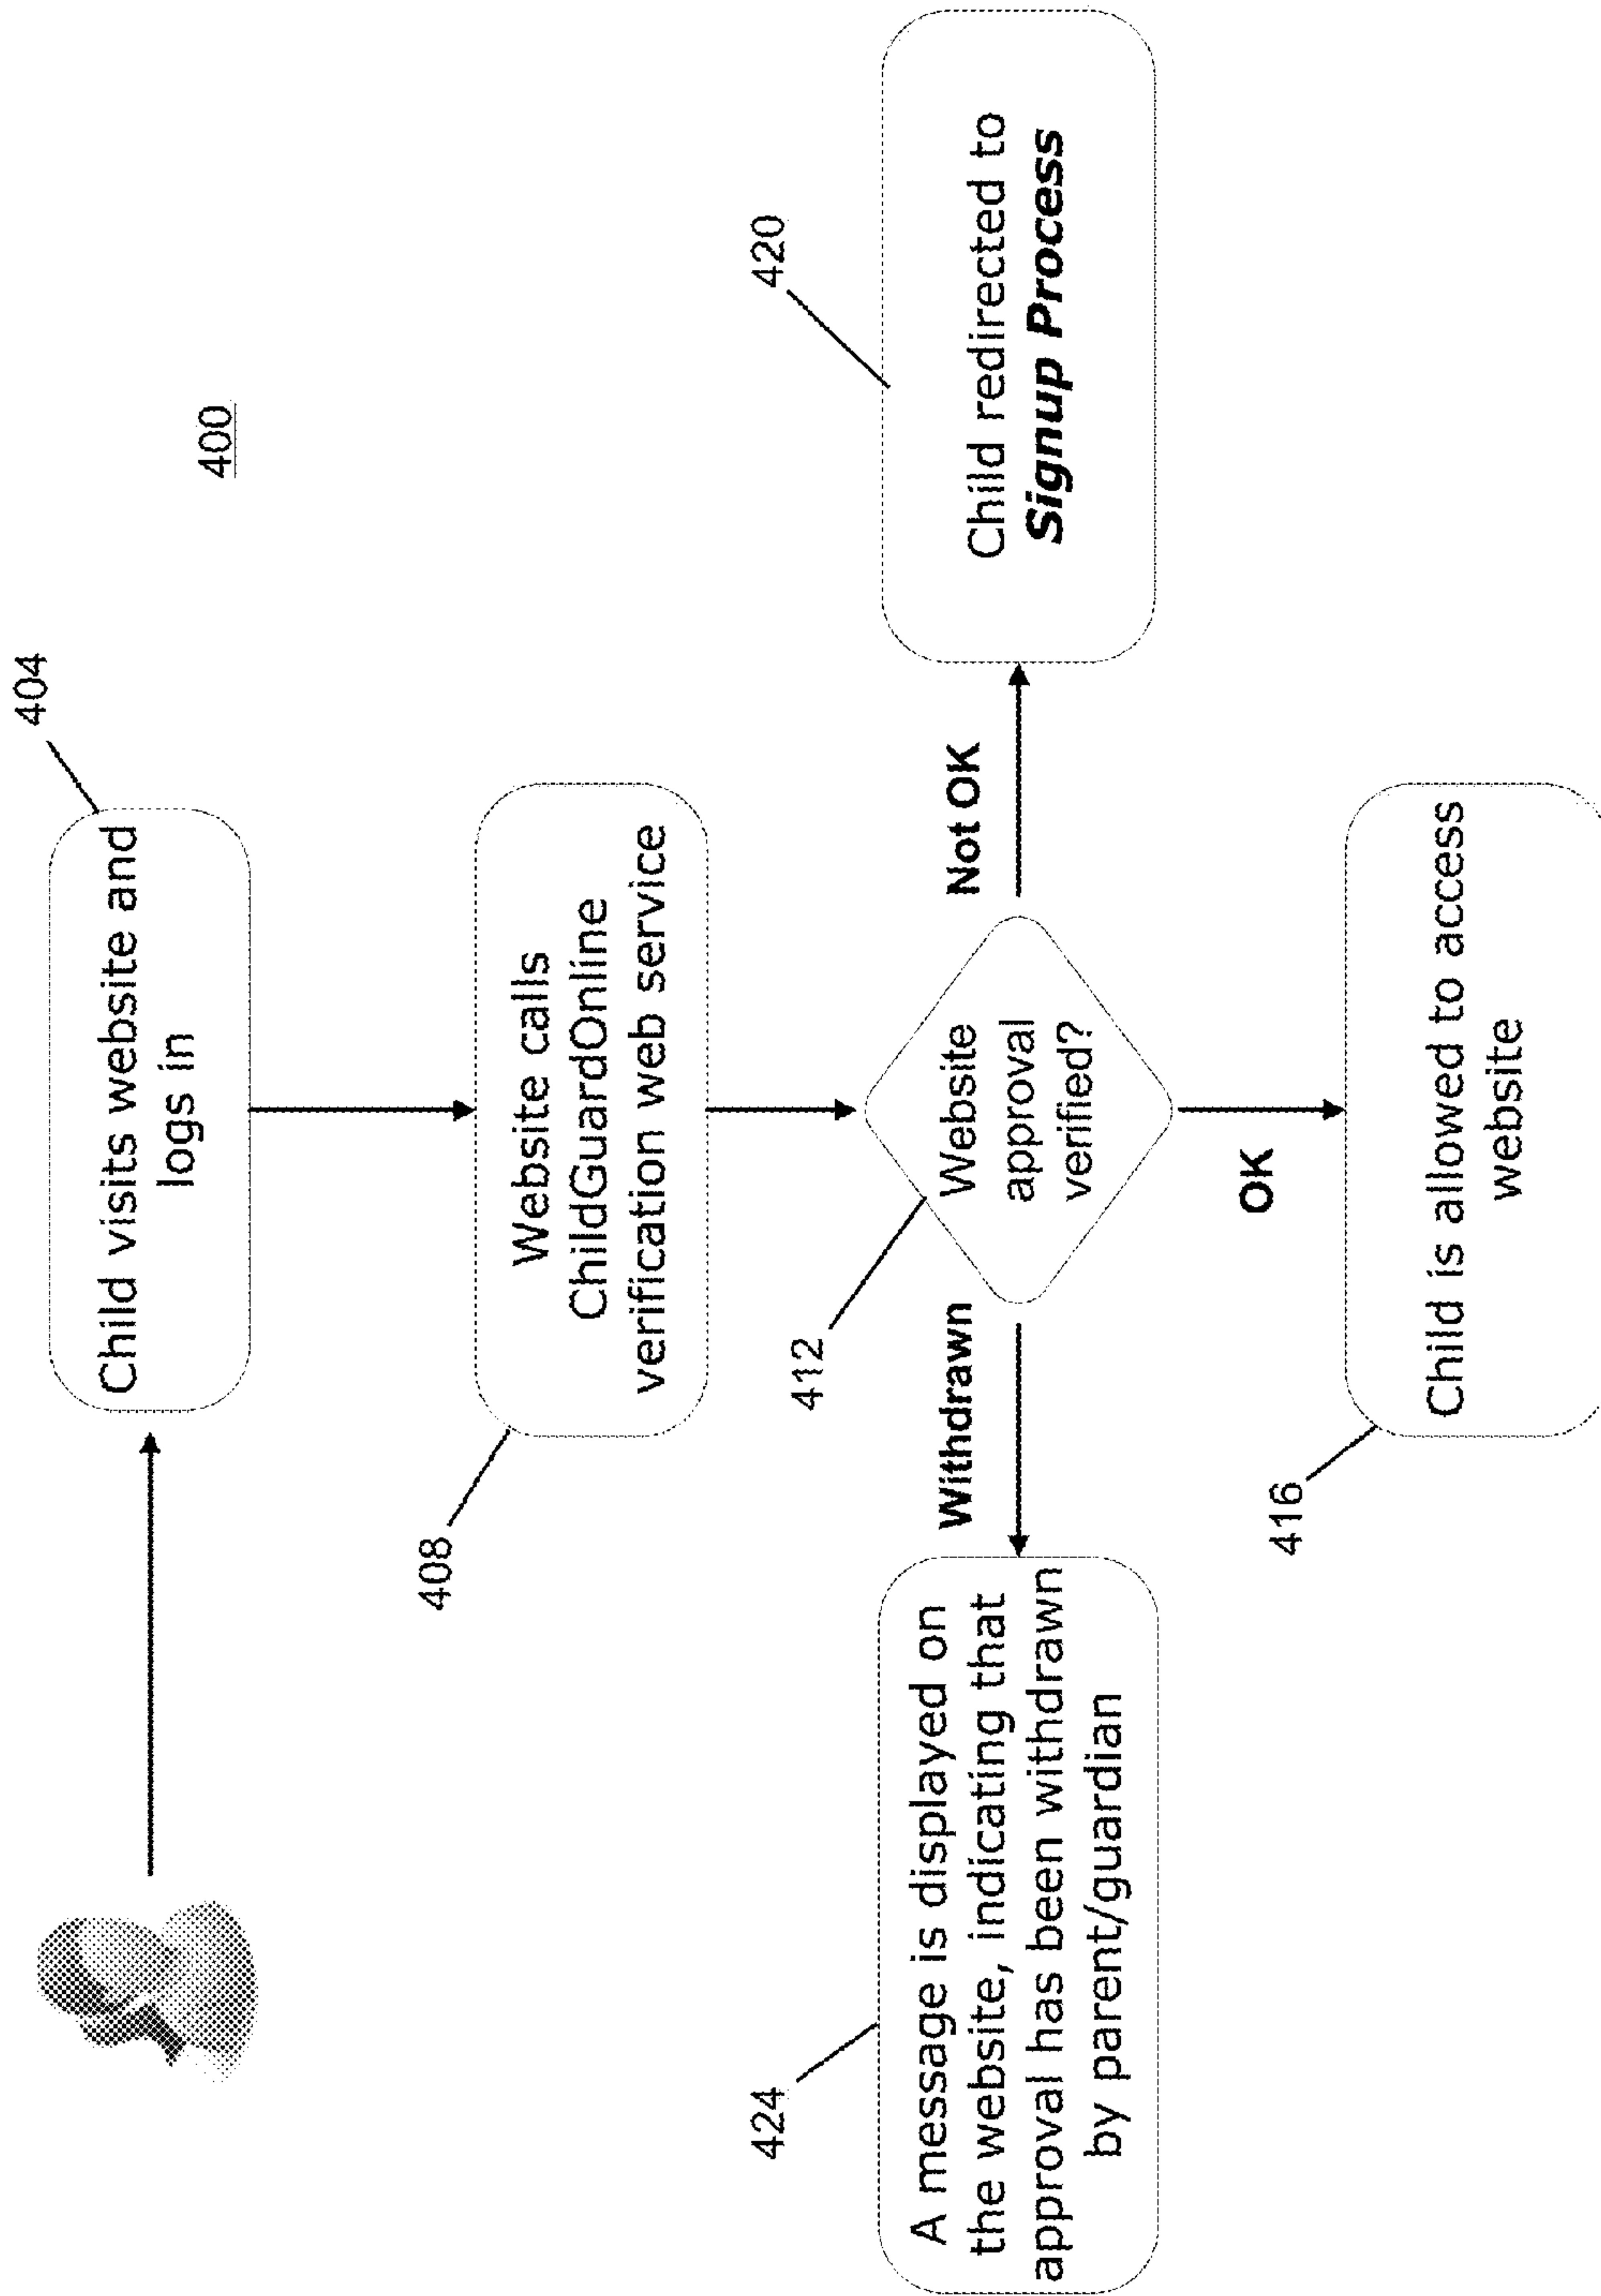 400
404
Child visits website and
logs in
408
Website calls
ChildGuardOnline
verification web service
412
Website
approval
verified?
Withdrawn
Not OK
OK
424
A message is displayed on
the website, indicating that
approval has been withdrawn
by parent/guardian
420
Child redirected to
Signup Process
416
Child is allowed to access
website